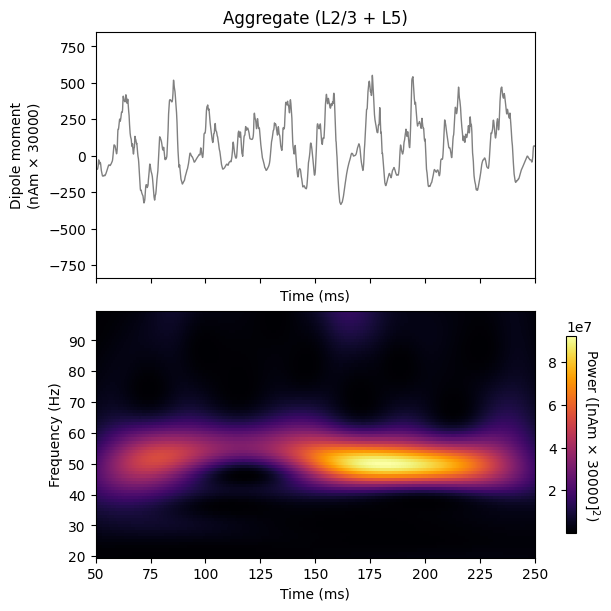 Aggregate (L2/3 + L5)
Dipole moment
(nAm × 30000)
750
500
250
0
−250
−500
−750
Time (ms)
Frequency (Hz)
90
80
70
60
50
40
30
20
50 75 100 125 150 175 200 225 250
Time (ms)
1e7
8
6
4
2
Power ([nAm × 30000]²)